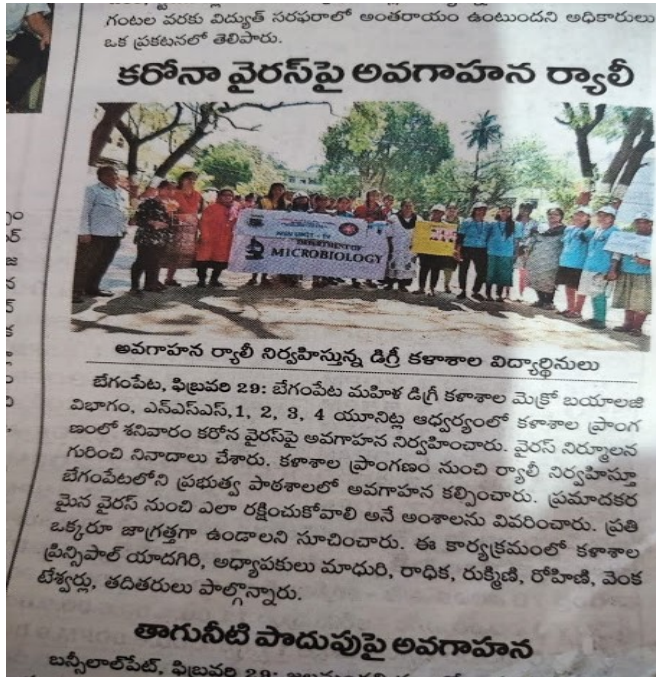 గంటల వరకు విద్యుత్ సరఫరాలో అంతరాయం ఉంటుందని అధికారులు
ఒక ప్రకటనలో తెలిపారు.
కరోనా వైరస్‌పై అవగాహన ర్యాలీ
DEPARTMENT OF
MICROBIOLOGY
అవగాహన ర్యాలీ నిర్వహిస్తున్న డిగ్రీ కళాశాల విద్యార్థినులు
బేగంపేట, ఫిబ్రవరి 29: బేగంపేట మహిళ డిగ్రీ కళాశాల మైక్రో బయాలజి
విభాగం, ఎన్ఎస్ఎస్,1, 2, 3, 4 యూనిట్ల ఆధ్వర్యంలో కళాశాల ప్రాంగ
ణంలో శనివారం కరోన వైరస్‌పై అవగాహన నిర్వహించారు. వైరస్ నిర్మూలన
గురించి నినాదాలు చేశారు. కళాశాల ప్రాంగణం నుంచి ర్యాలీ నిర్వహిస్తూ
బేగంపేటలోని ప్రభుత్వ పాఠశాలలో అవగాహన కల్పించారు. ప్రమాదకర
మైన వైరస్ నుంచి ఎలా రక్షించుకోవాలి అనే అంశాలను వివరించారు. ప్రతి
ఒక్కరూ జాగ్రత్తగా ఉండాలని సూచించారు. ఈ కార్యక్రమంలో కళాశాల
ప్రిన్సిపాల్ యాదగిరి, అధ్యాపకులు మాధురి, రాధిక, రుక్మిణి, రోహిణి, వెంక
టేశ్వర్లు, తదితరులు పాల్గొన్నారు.
తాగునీటి పొదుపుపై అవగాహన
బన్సీలాల్‌పేట్, ఫిబ్రవరి 29: